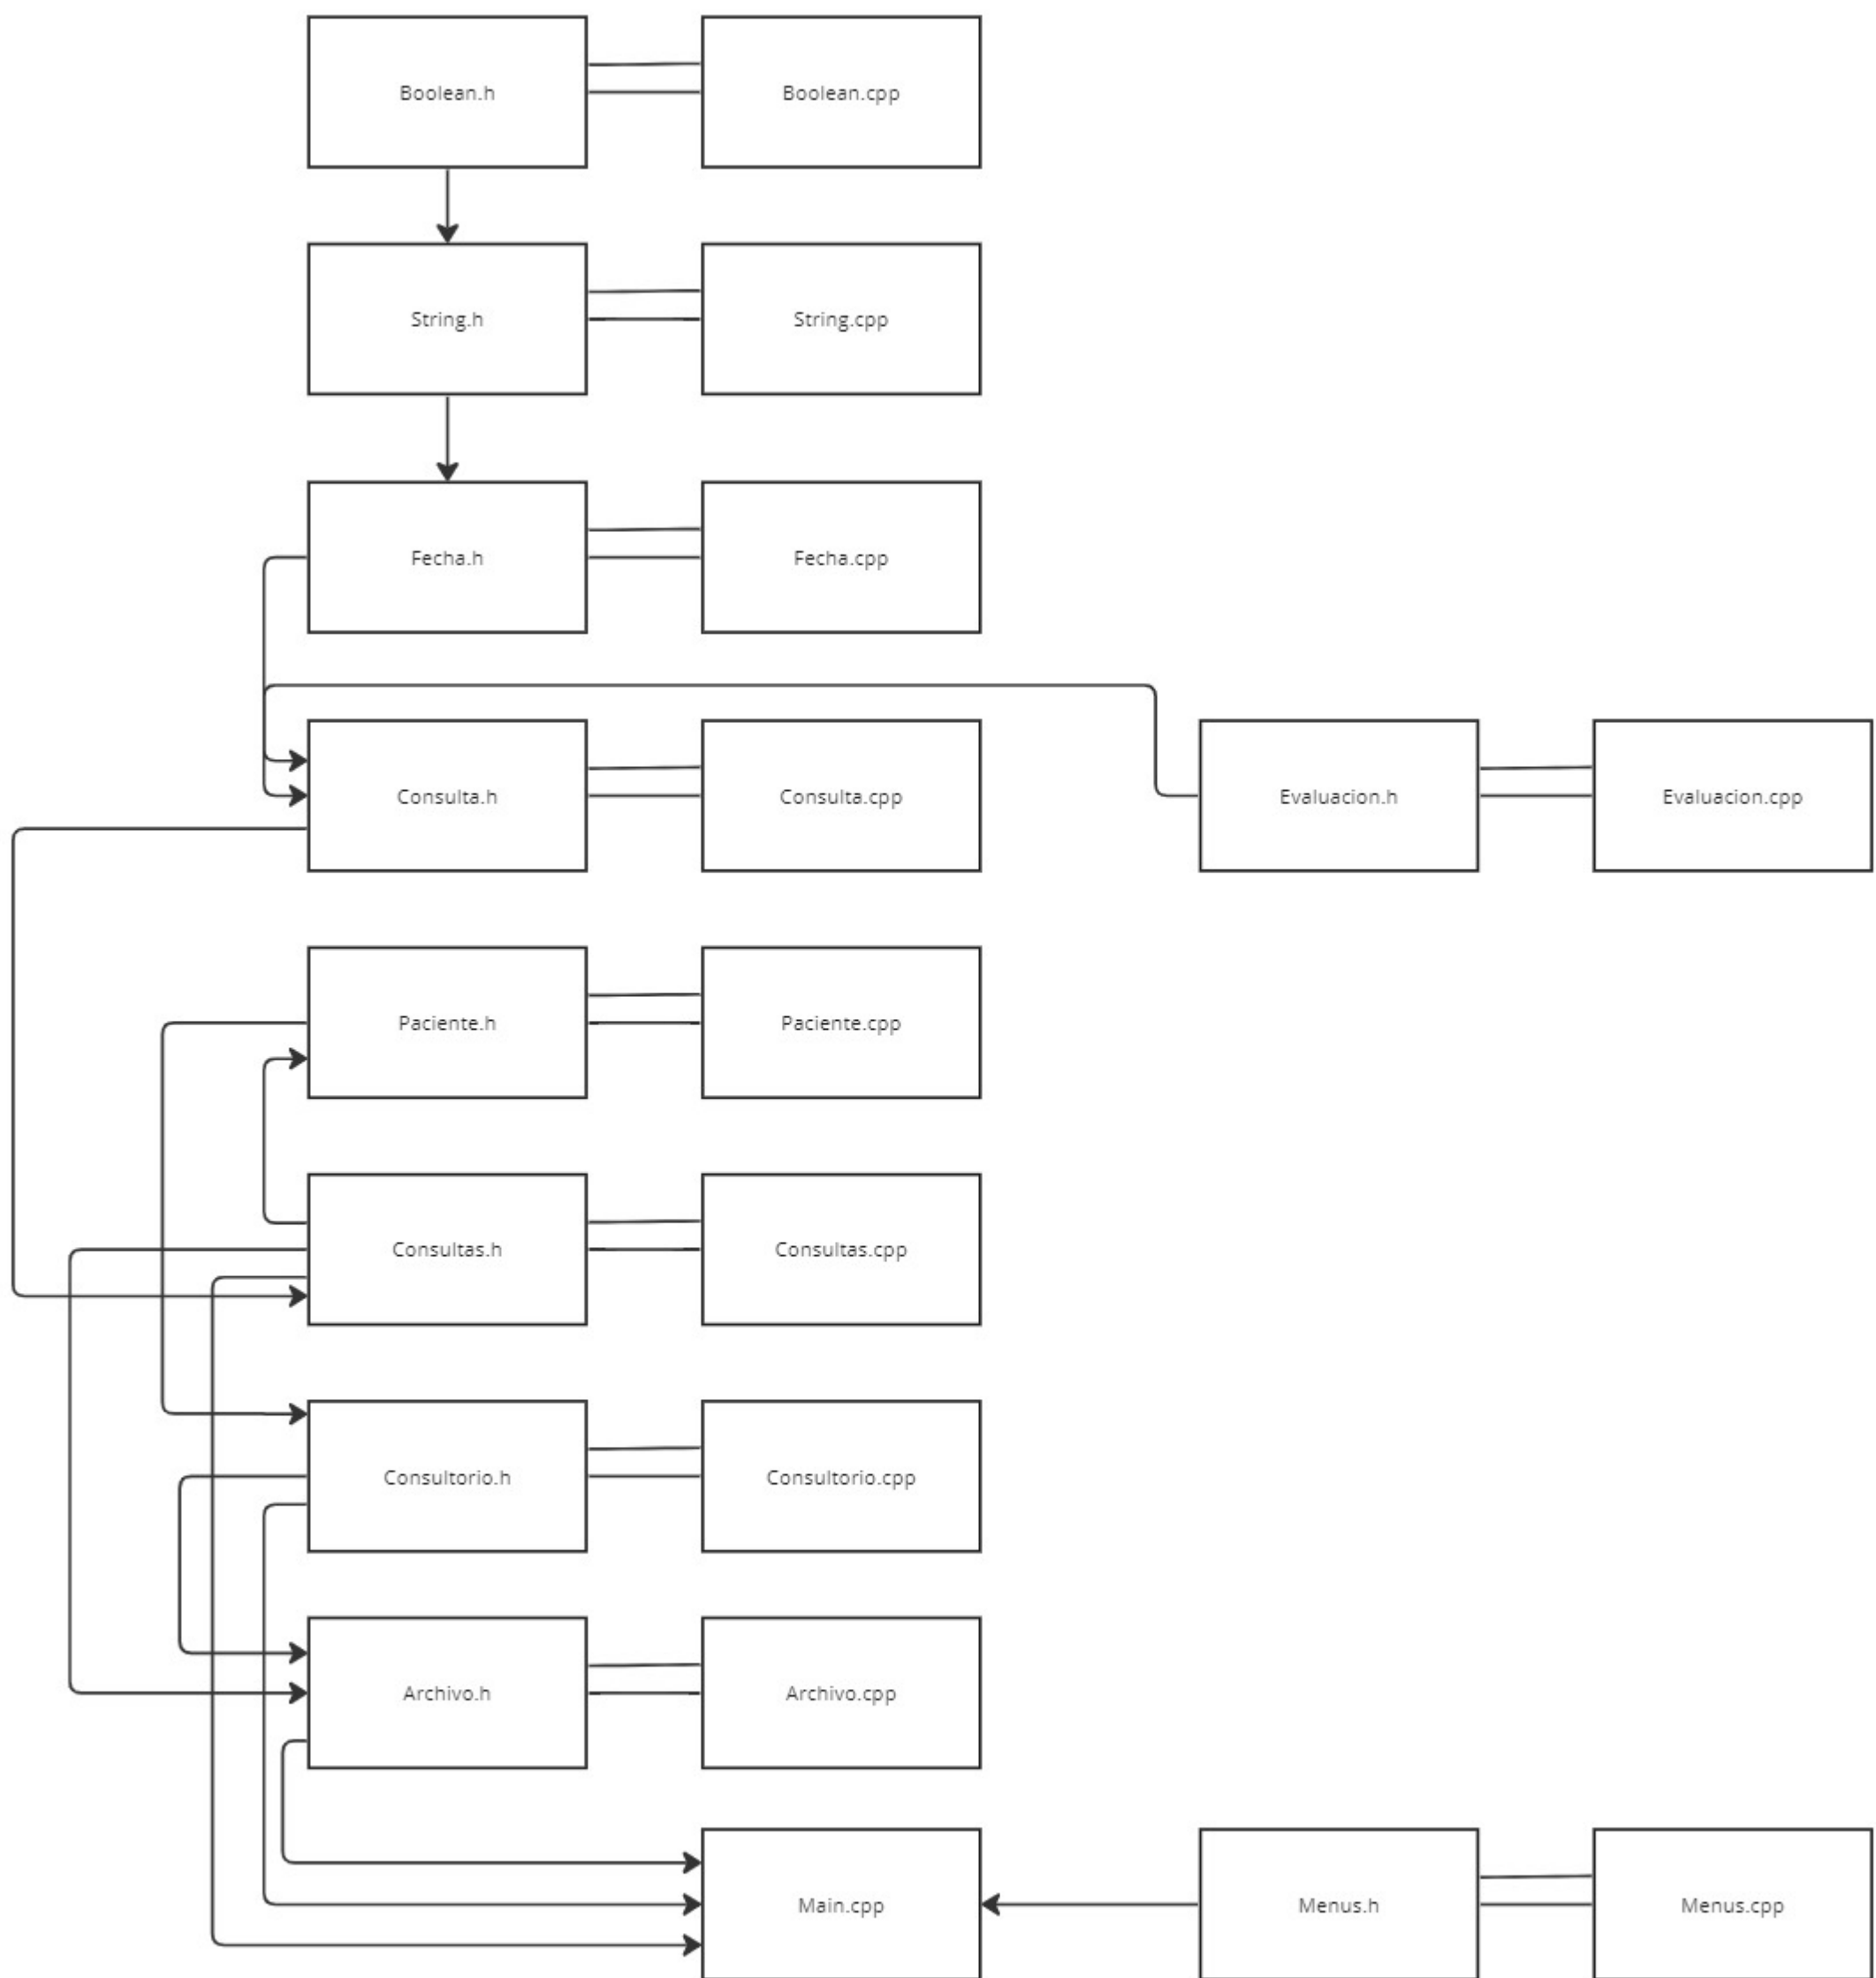 Boolean.h
Boolean.cpp
String.h
String.cpp
Fecha.h
Fecha.cpp
Consulta.h
Consulta.cpp
Evaluacion.h
Evaluacion.cpp
Paciente.h
Paciente.cpp
Consultas.h
Consultas.cpp
Consultorio.h
Consultorio.cpp
Archivo.h
Archivo.cpp
Main.cpp
Menus.h
Menus.cpp